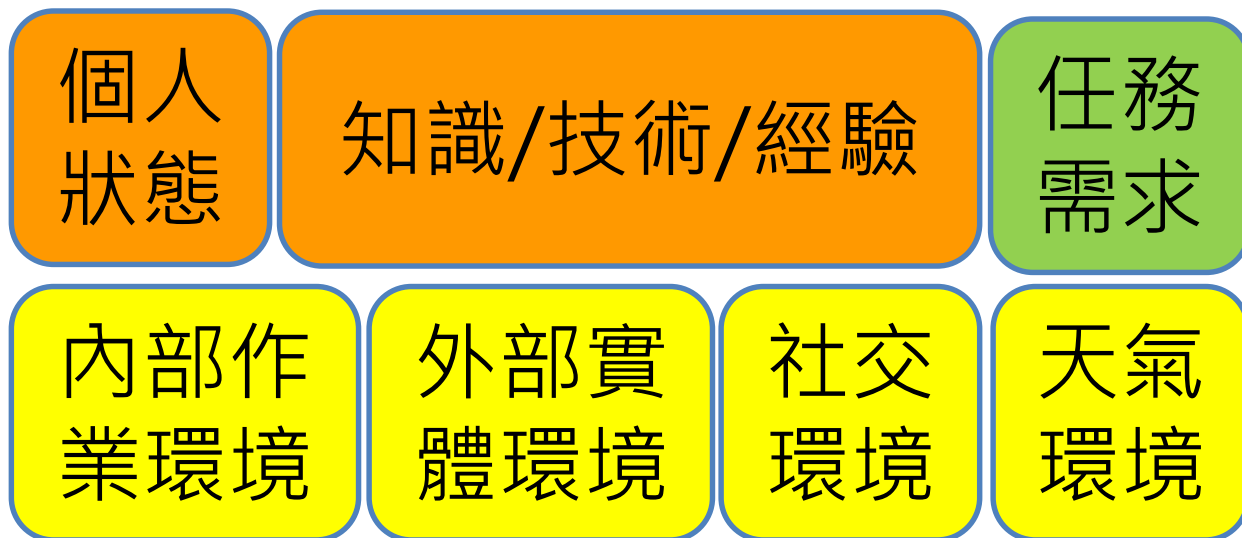 個人
狀態
知識/技術/經驗
任務
需求
內部作
業環境
外部實
體環境
社交
環境
天氣
環境